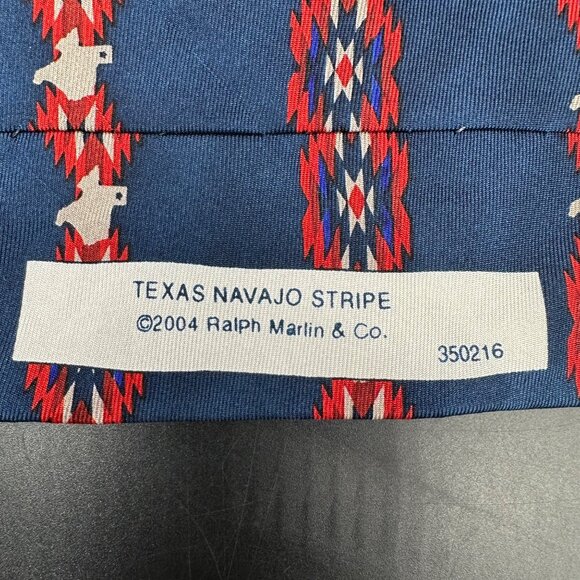 TEXAS NAVAJO STRIPE
©2004 Ralph Marlin & Co.
350216